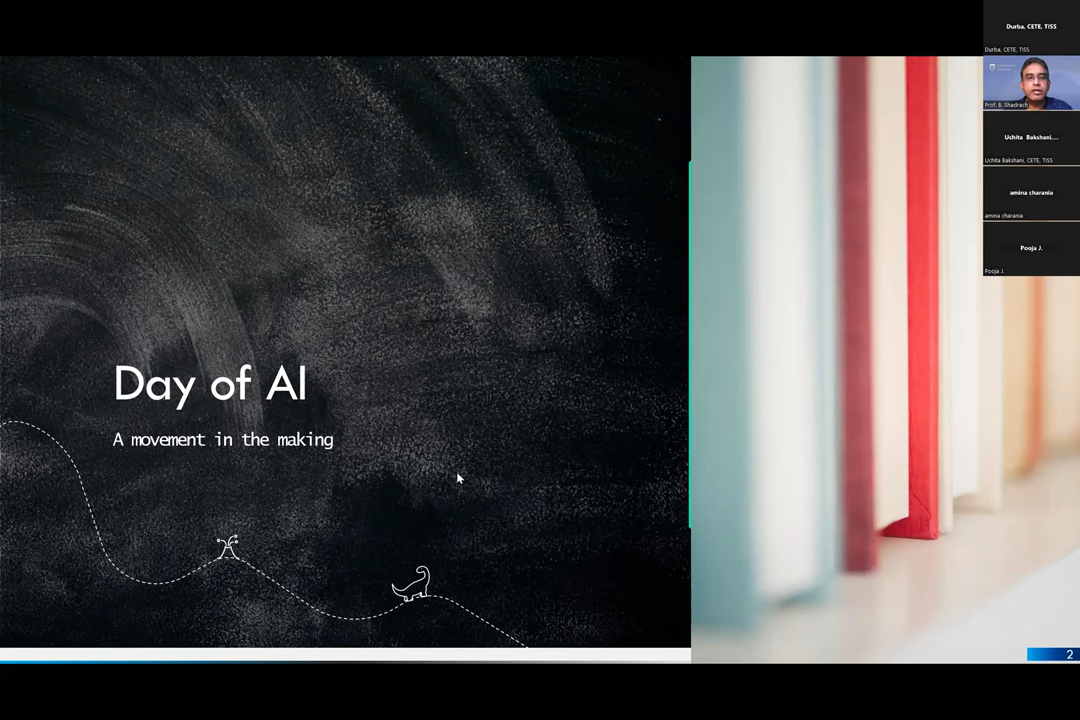 Day of AI
A movement in the making
Durba, CETE, TISS
Durba, CETE, TISS
Prof. B. Shadrach
Uchita Bakshani,...
Uchita Bakshani, CETE, TISS
amina charania
amina charania
Pooja J.
Pooja J.
2